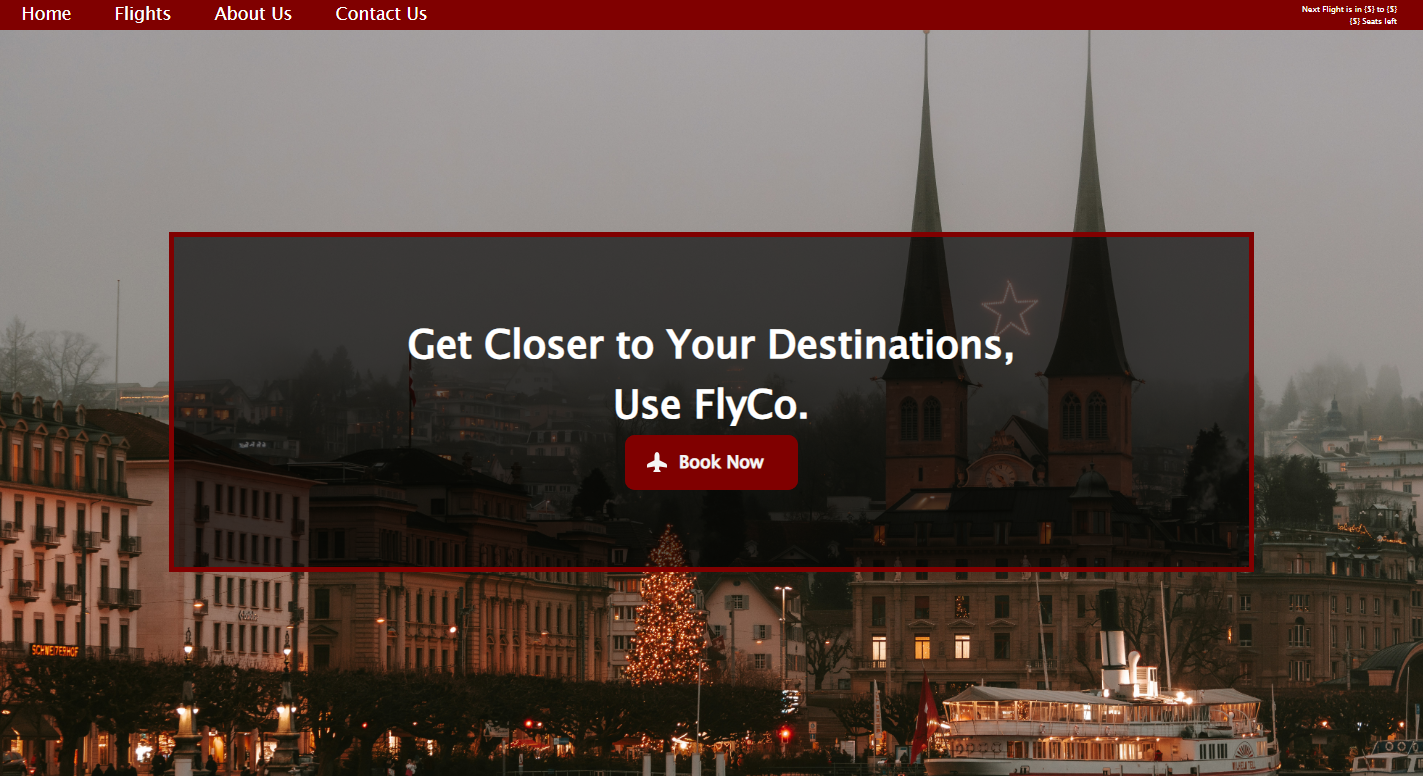 Home Flights About Us Contact Us
Next Flight is in {$} to {$}
{$} Seats left
Get Closer to Your Destinations,
Use FlyCo.
Book Now
SCHWEIZERHOF